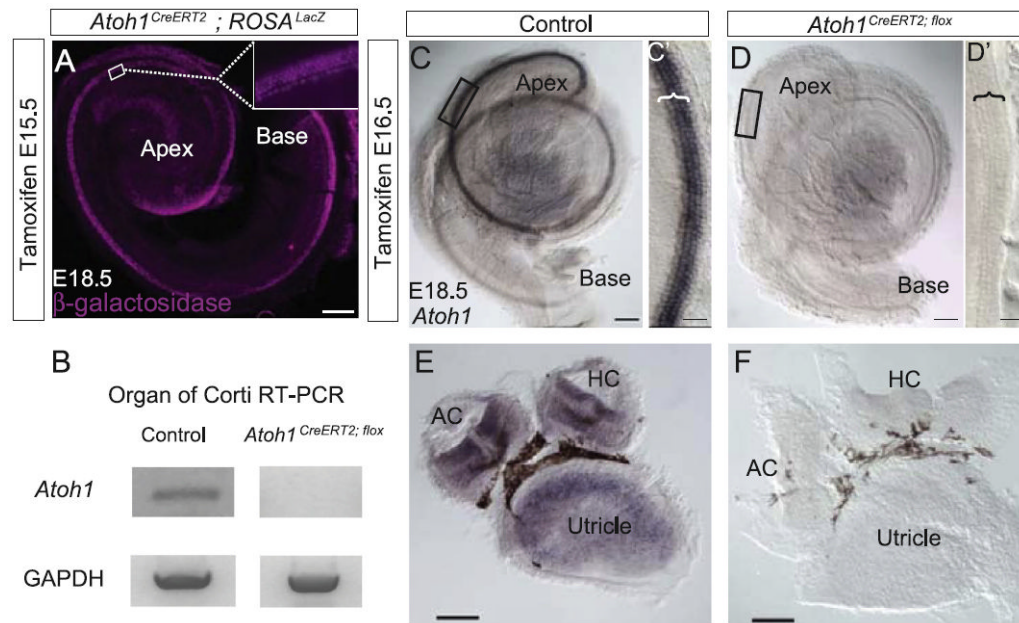 Atoh1CreERT2 ; ROSALacZ
Tamoxifen E15.5
A
Apex
Base
E18.5
β-galactosidase
B
Organ of Corti RT-PCR
Control
Atoh1CreERT2; flox
Atoh1
GAPDH
Control
Tamoxifen E16.5
C
Apex
Base
E18.5
Atoh1
C'
Atoh1CreERT2; flox
D
Apex
Base
D'
E
AC
HC
Utricle
F
AC
HC
Utricle